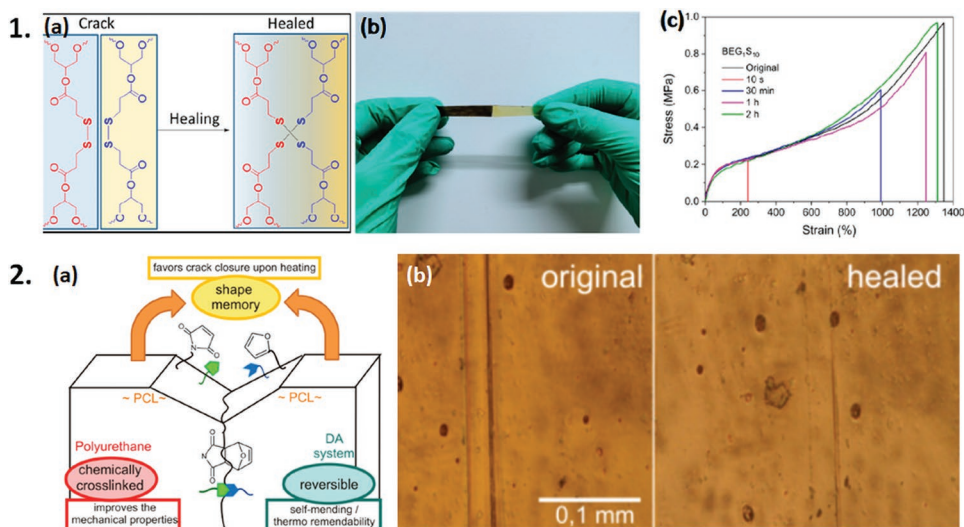 1. (a) Crack Healed
O O O O
O O
O O
S S
S S
O O
O O
O O C C
Healing
O O O O
O O
O O
S S
S S
O O
O O
O O C C
(b)
(c)
BEG₁S₁₀
Original
10 s
30 min
1 h
2 h
Stress (MPa)
1.0
0.8
0.6
0.4
0.2
0.0
0 200 400 600 800 1000 1200 1400
Strain (%)
2. (a)
favors crack closure upon heating
shape
memory
O N O
O
~ PCL~ ~ PCL~
Polyurethane
chemically
crosslinked
improves the
mechanical properties
O
N O
O
DA
system
reversible
self-mending /
thermo remendability
(b)
original
0,1 mm
healed